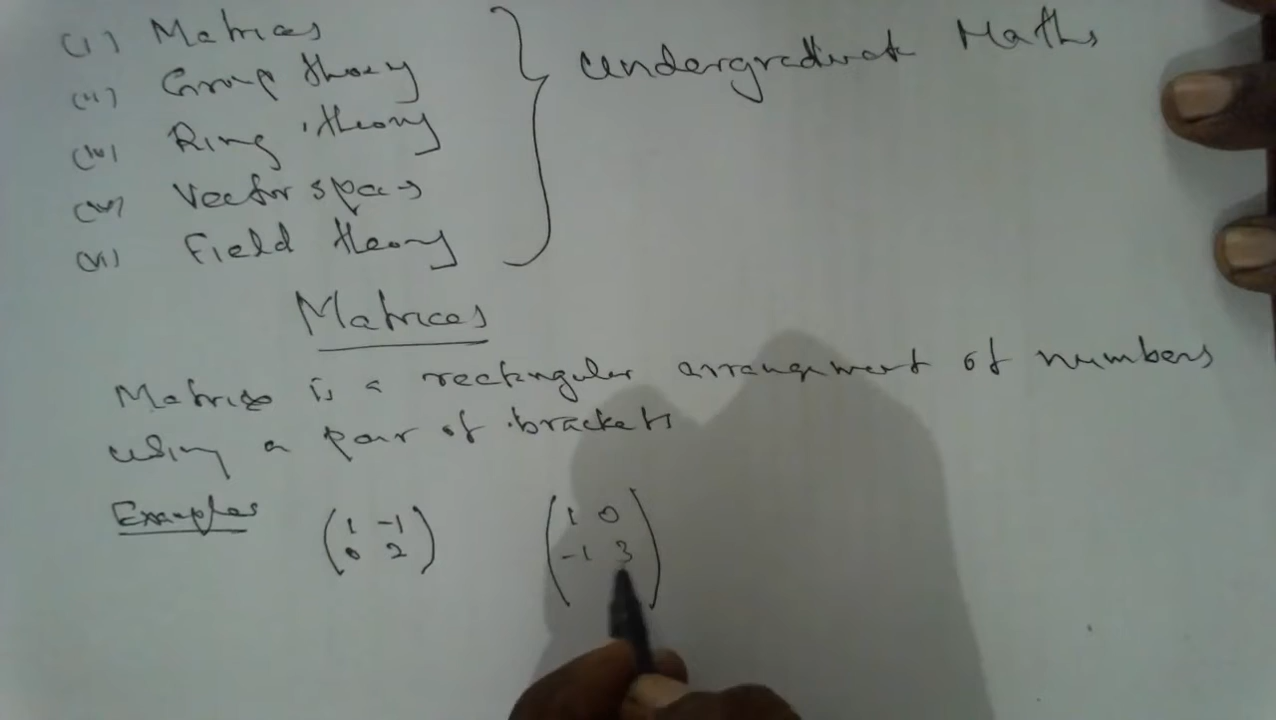 (i) Matrices
(ii) Group theory
(iii) Ring theory
(iv) Vector spaces
(vi) Field theory
} undergraduate Maths
Matrices
Matrix is a rectangular arrangement of numbers
using a pair of brackets
Examples
( 1 -1
0 2 )
( 1 0
-1 3 )